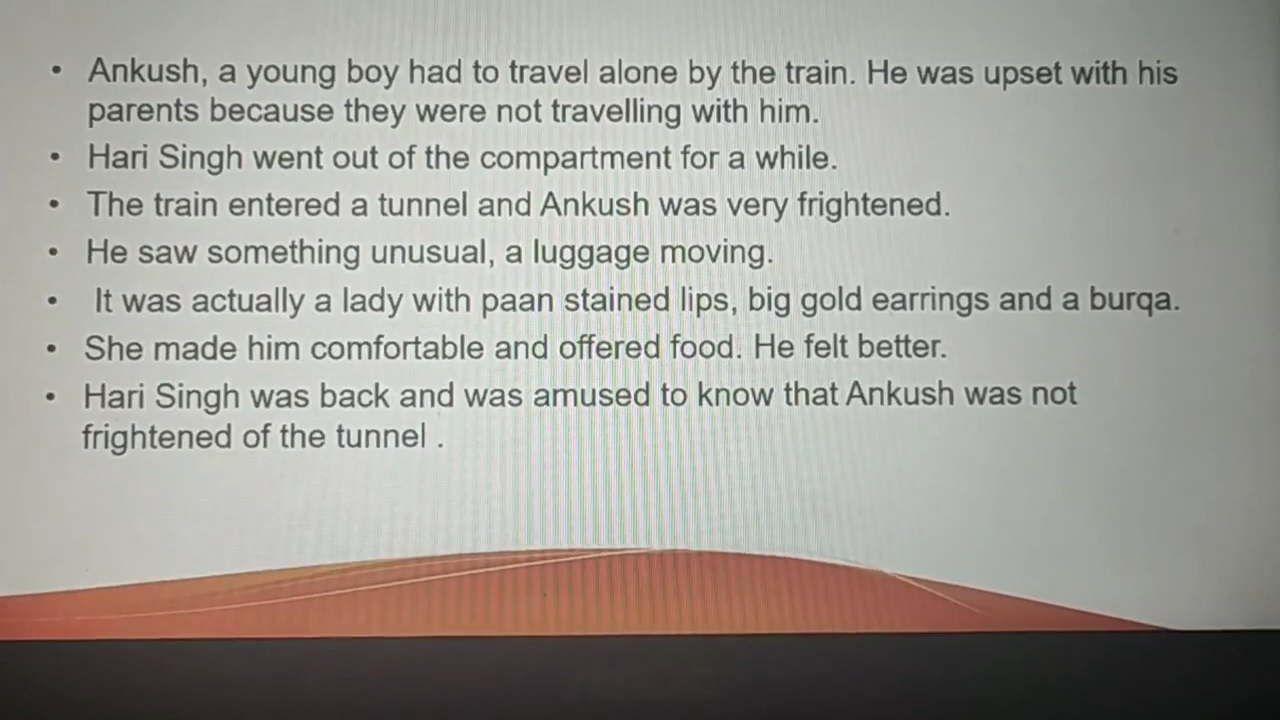 • Ankush, a young boy had to travel alone by the train. He was upset with his
parents because they were not travelling with him.
• Hari Singh went out of the compartment for a while.
• The train entered a tunnel and Ankush was very frightened.
• He saw something unusual, a luggage moving.
• It was actually a lady with paan stained lips, big gold earrings and a burqa.
• She made him comfortable and offered food. He felt better.
• Hari Singh was back and was amused to know that Ankush was not
frightened of the tunnel .